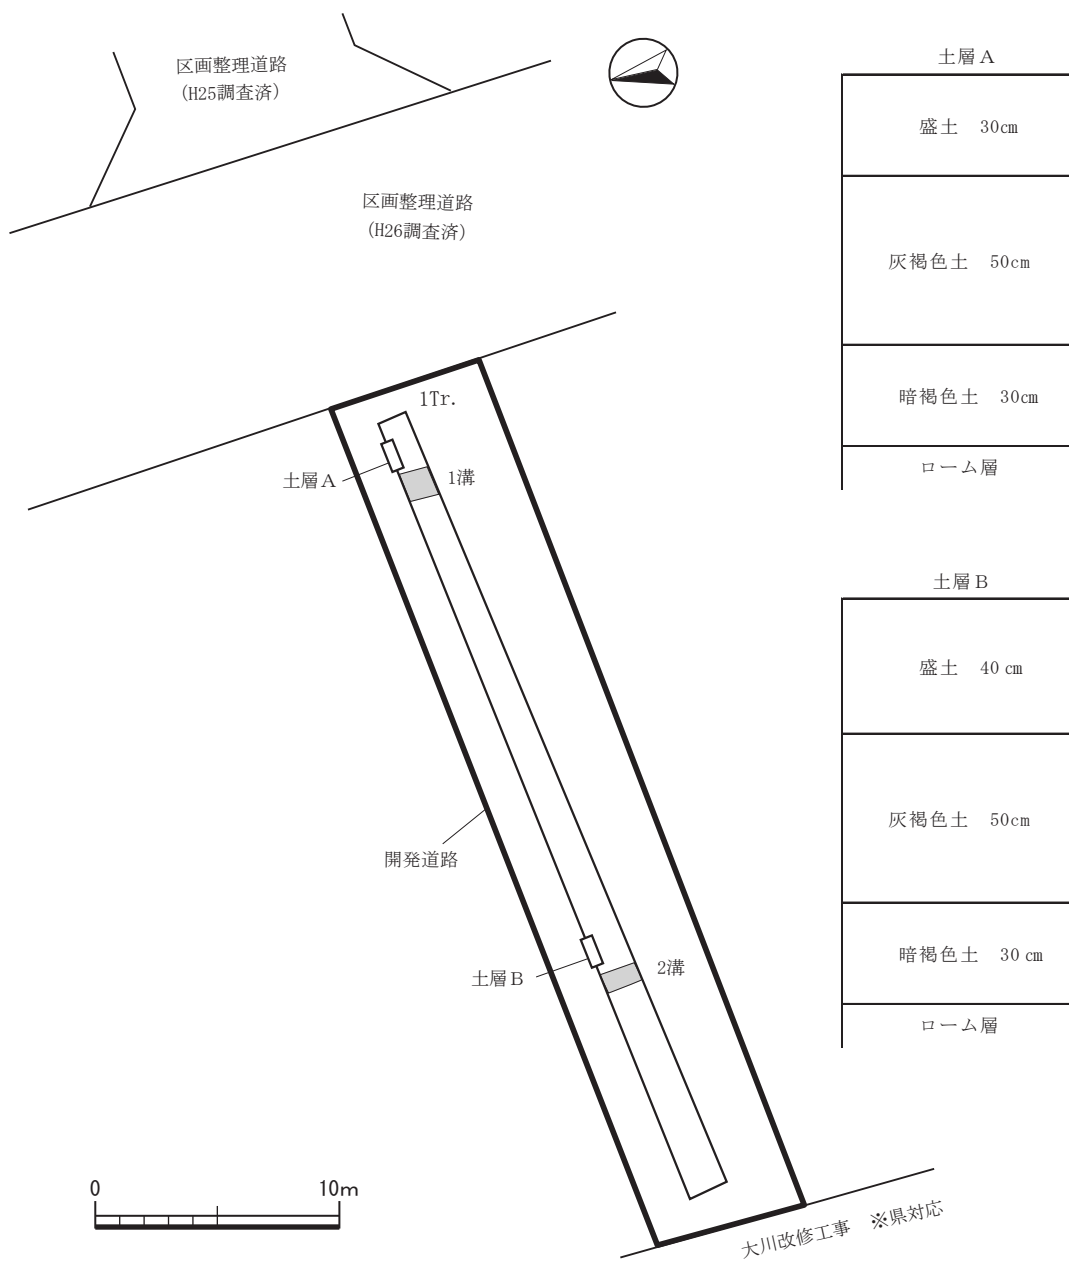 区画整理道路
(H25調査済)
区画整理道路
(H26調査済)
1Tr.
土層A
1溝
開発道路
土層B
2溝
0 10m
大川改修工事 ※県対応
土層A
盛土 30cm
灰褐色土 50cm
暗褐色土 30cm
ローム層
土層B
盛土 40cm
灰褐色土 50cm
暗褐色土 30cm
ローム層